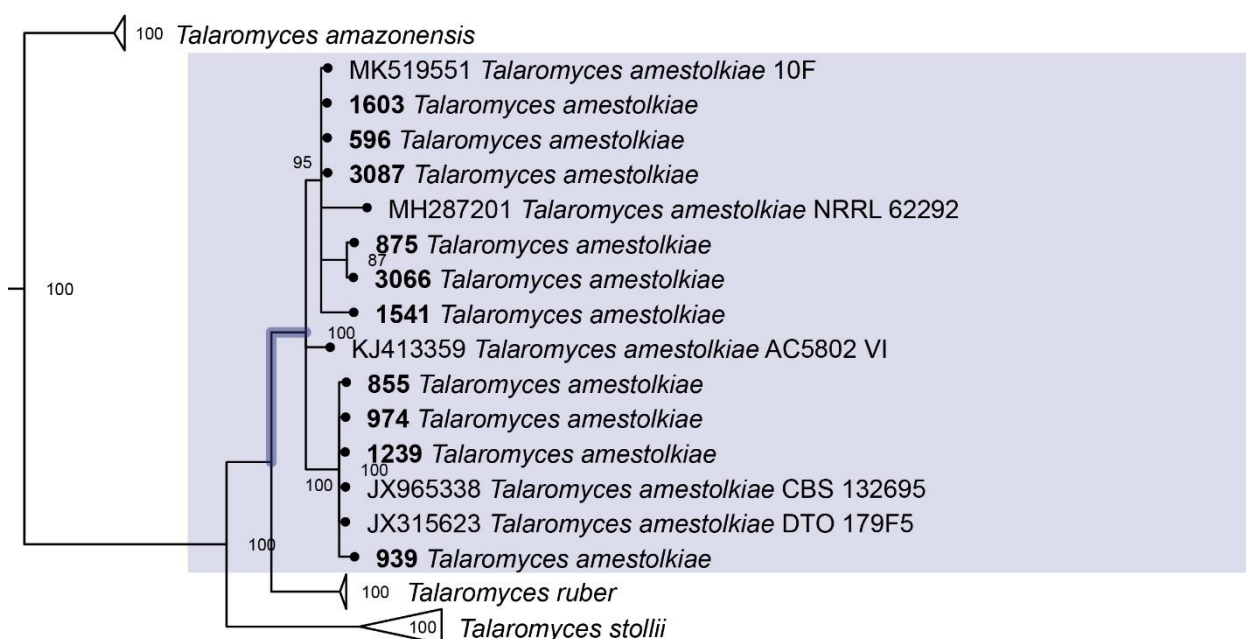 100 Talaromyces amazonensis
MK519551 Talaromyces amestolkiae 10F
1603 Talaromyces amestolkiae
596 Talaromyces amestolkiae
95
3087 Talaromyces amestolkiae
MH287201 Talaromyces amestolkiae NRRL 62292
875 Talaromyces amestolkiae
87
3066 Talaromyces amestolkiae
100
1541 Talaromyces amestolkiae
100
KJ413359 Talaromyces amestolkiae AC5802 VI
855 Talaromyces amestolkiae
974 Talaromyces amestolkiae
1239 Talaromyces amestolkiae
100
100 JX965338 Talaromyces amestolkiae CBS 132695
JX315623 Talaromyces amestolkiae DTO 179F5
100
939 Talaromyces amestolkiae
100 Talaromyces ruber
100 Talaromyces stollii